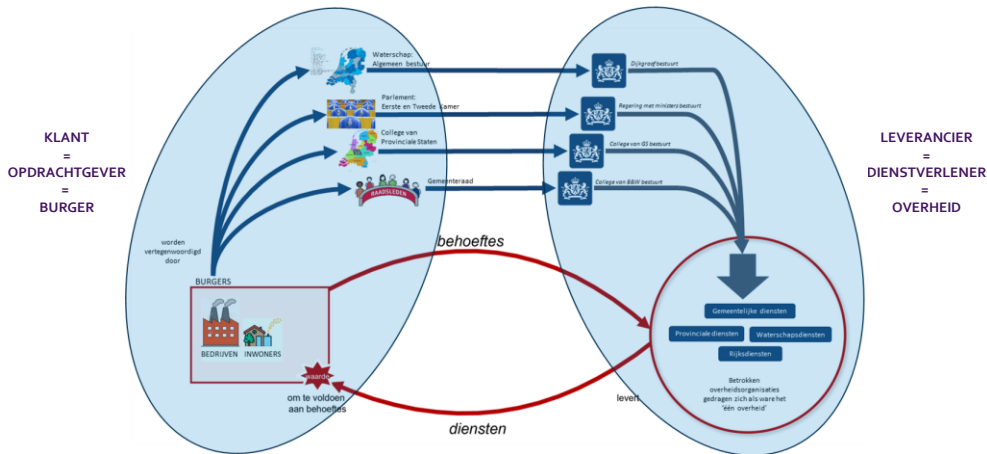 KLANT
=
OPDRACHTGEVER
=
BURGER
Waterschap:
Algemeen bestuur
Parlement:
Eerste en Tweede Kamer
College van
Provinciale Staten
RAADSLEDEN
Gemeenteraad
worden
vertegenwoordigd
door
BURGERS
BEDRIJVEN
INWONERS
waarde
om te voldoen
aan behoeftes
behoeftes
diensten
levert
Dijkgraaf bestuurt
Regering met ministers bestuurt
College van GS bestuurt
College van B&W bestuurt
Gemeentelijke diensten
Provinciale diensten
Waterschapsdiensten
Rijksdiensten
Betrokken
overheidsorganisaties
gedragen zich als ware het
'één overheid'
LEVERANCIER
=
DIENSTVERLENER
=
OVERHEID